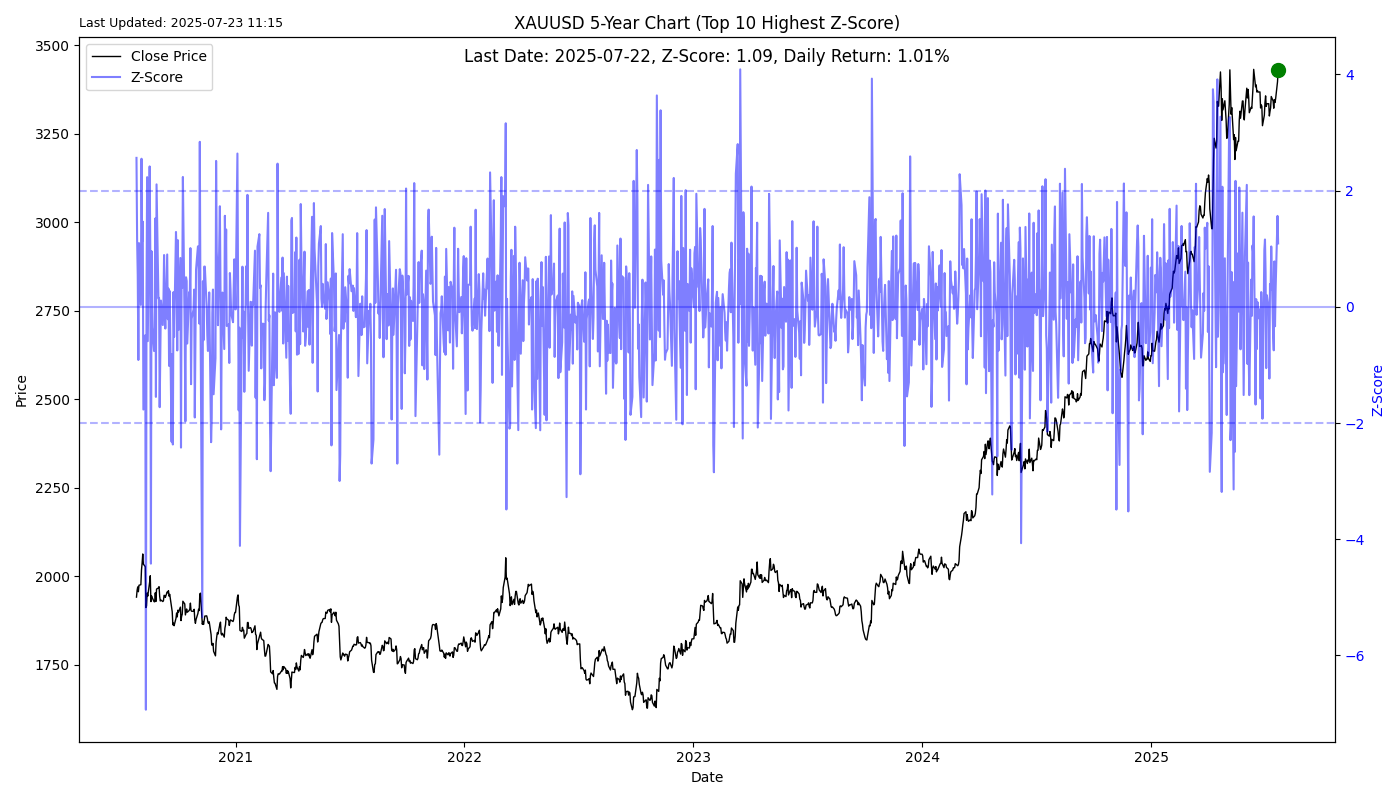 Last Updated: 2025-07-23 11:15
XAUUSD 5-Year Chart (Top 10 Highest Z-Score)
Last Date: 2025-07-22, Z-Score: 1.09, Daily Return: 1.01%
Close Price
Z-Score
3500
3250
3000
2750
2500
2250
2000
1750
Price
4
2
0
−2
−4
−6
Z-Score
2021
2022
2023
2024
2025
Date